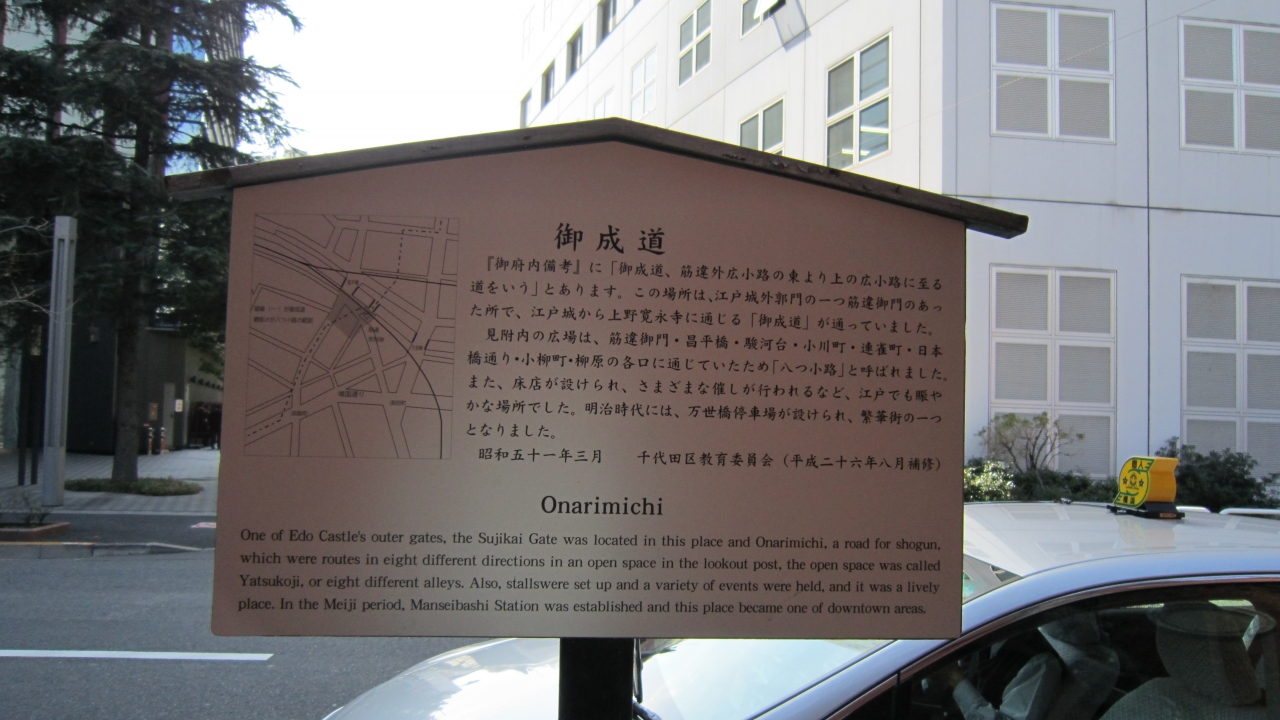 御成道
『御府内備考』に「御成道、筋違外広小路の東より上の広小路に至る
道をいう」とあります。この場所は、江戸城外郭門の一つ筋違御門のあっ
た所で、江戸城から上野寛永寺に通じる「御成道」が通っていました。
見附内の広場は、筋違御門・昌平橋・駿河台・小川町・連雀町・日本
橋通り・小柳町・柳原の各口に通じていたため「八つ小路」と呼ばれました。
また、床店が設けられ、さまざまな催しが行われるなど、江戸でも賑や
かな場所でした。明治時代には、万世橋停車場が設けられ、繁華街の一つ
となりました。
昭和五十一年三月 千代田区教育委員会（平成二十六年八月補修）
Onarimichi
One of Edo Castle's outer gates, the Sujikai Gate was located in this place and Onarimichi, a road for shogun,
which were routes in eight different directions in an open space in the lookout post, the open space was called
Yatsukoji, or eight different alleys. Also, stallswere set up and a variety of events were held, and it was a lively
place. In the Meiji period, Manseibashi Station was established and this place became one of downtown areas.
個人